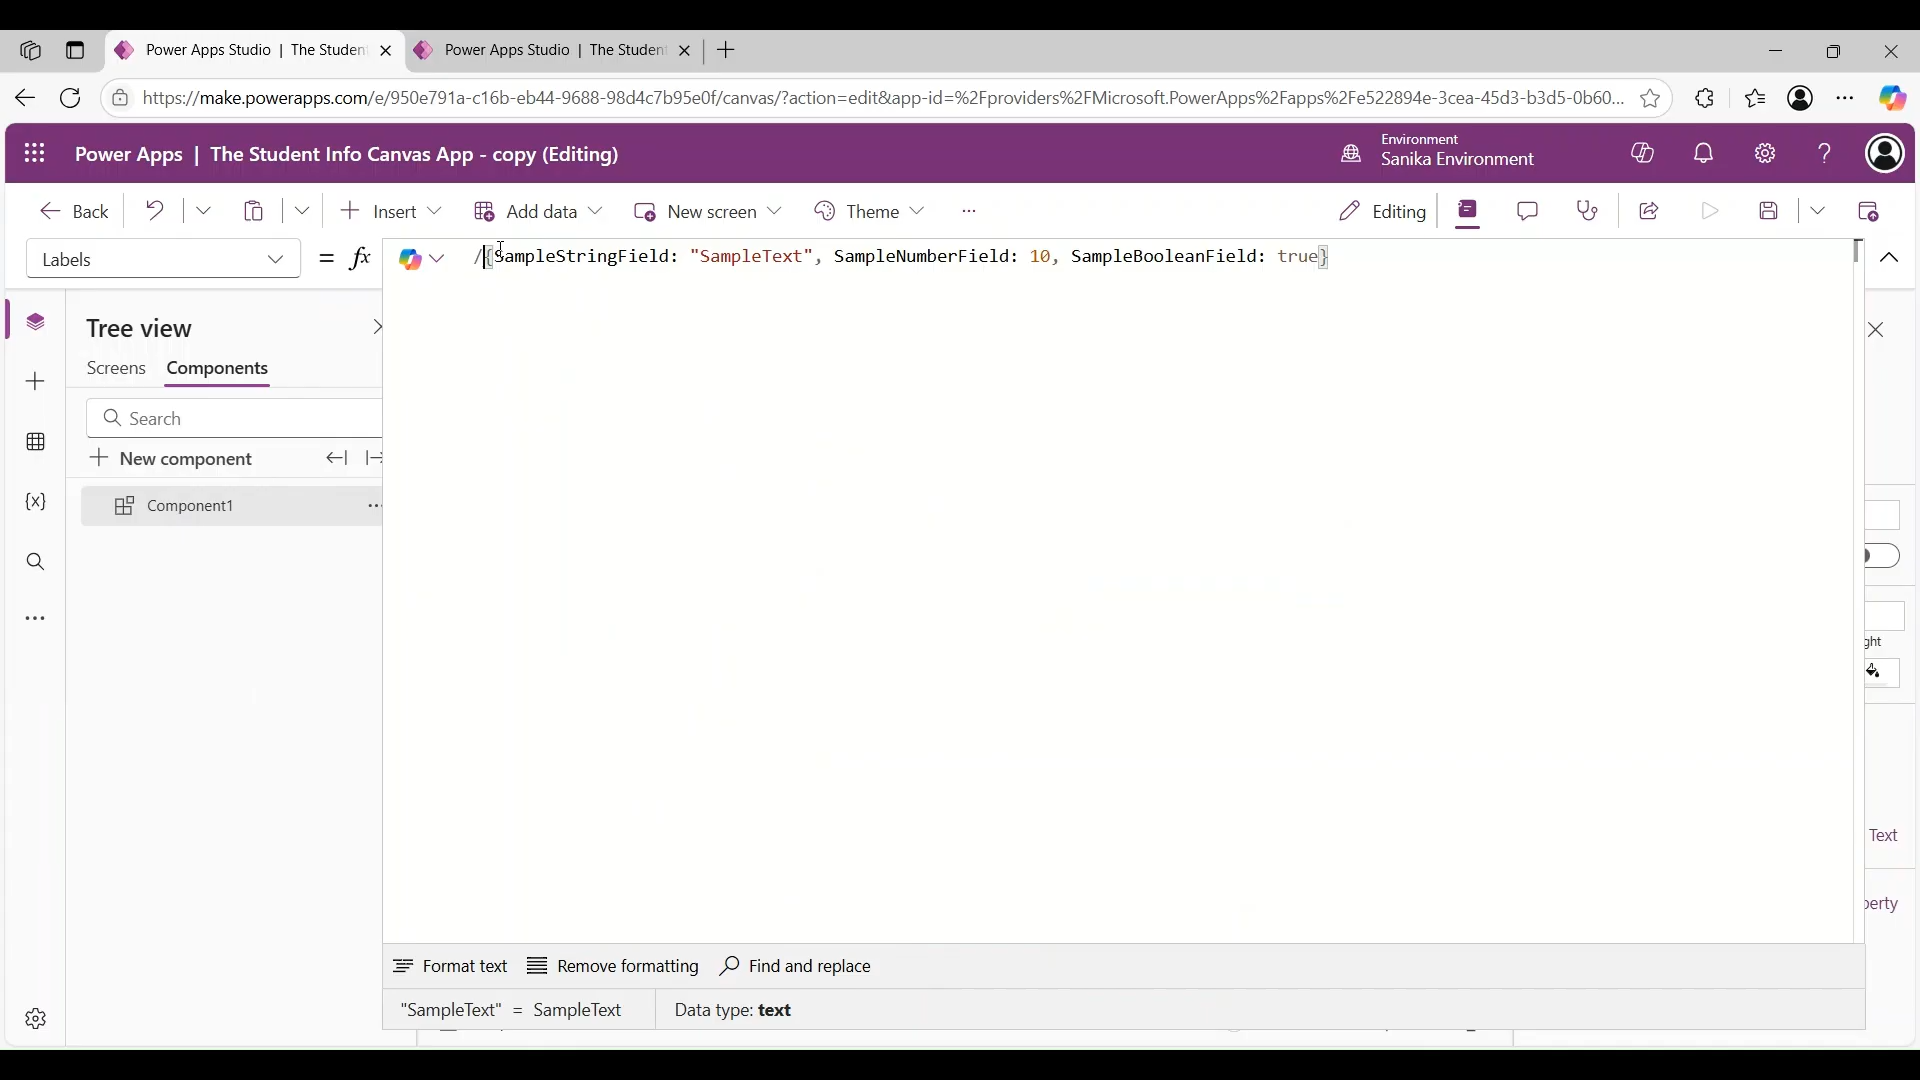 Power Apps Studio | The Student
Power Apps Studio | The Student
https://make.powerapps.com/e/950e791a-c16b-eb44-9688-98d4c7b95e0f/canvas/?action=edit&app-id=%2Fproviders%2FMicrosoft.PowerApps%2Fapps%2Fe522894e-3cea-45d3-b3d5-0b60...
Power Apps | The Student Info Canvas App - copy (Editing)
Environment
Sanika Environment
Back
Insert
Add data
New screen
Theme
Editing
Labels
= fx
/{SampleStringField: "SampleText", SampleNumberField: 10, SampleBooleanField: true}
Tree view
Screens
Components
Search
New component
Component1
ght
Text
perty
Format text
Remove formatting
Find and replace
"SampleText" = SampleText
Data type: text